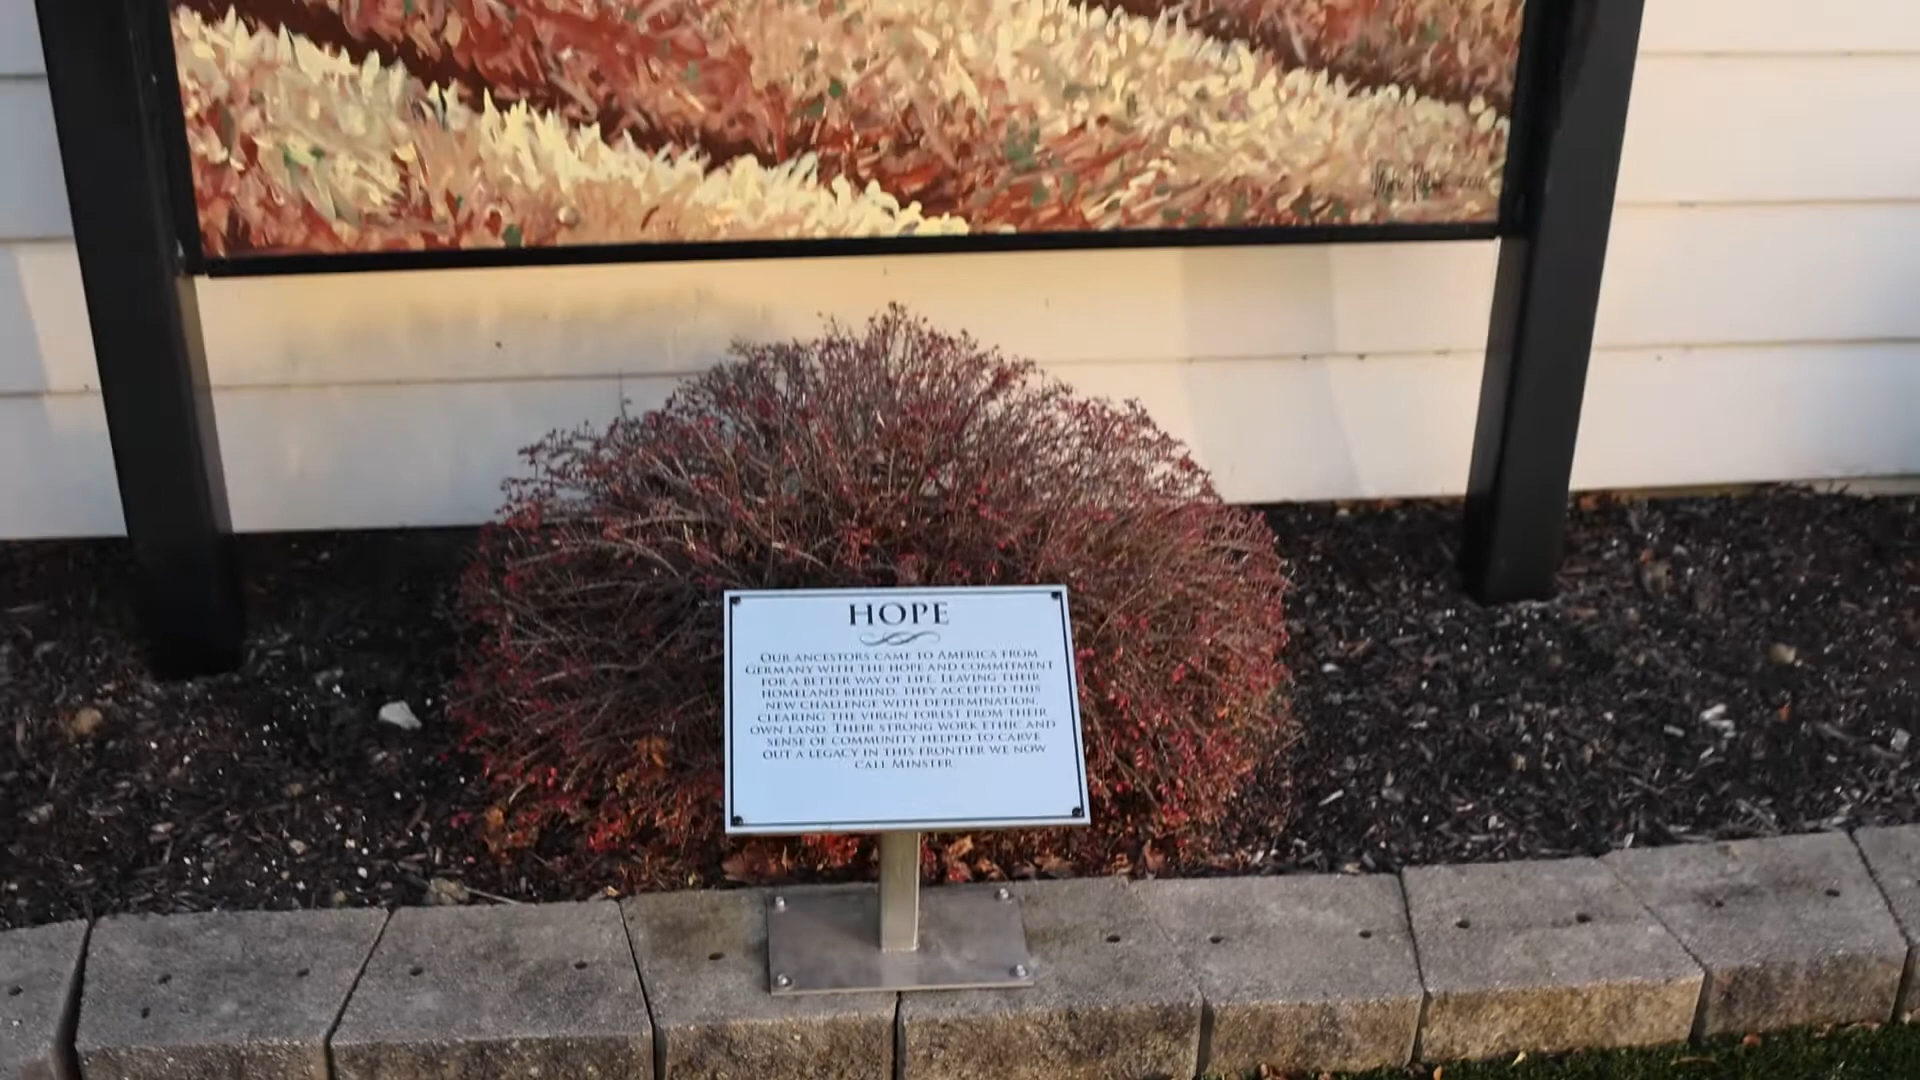 HOPE
OUR ANCESTORS CAME TO AMERICA FROM
GERMANY WITH THE HOPE AND COMMITMENT
FOR A BETTER WAY OF LIFE. LEAVING THEIR
HOMELAND BEHIND, THEY ACCEPTED THIS
NEW CHALLENGE WITH DETERMINATION,
CLEARING THE VIRGIN FOREST FROM THEIR
OWN LAND. THEIR STRONG WORK ETHIC AND
SENSE OF COMMUNITY HELPED TO CARVE
OUT A LEGACY IN THIS FRONTIER WE NOW
CALL MINSTER.